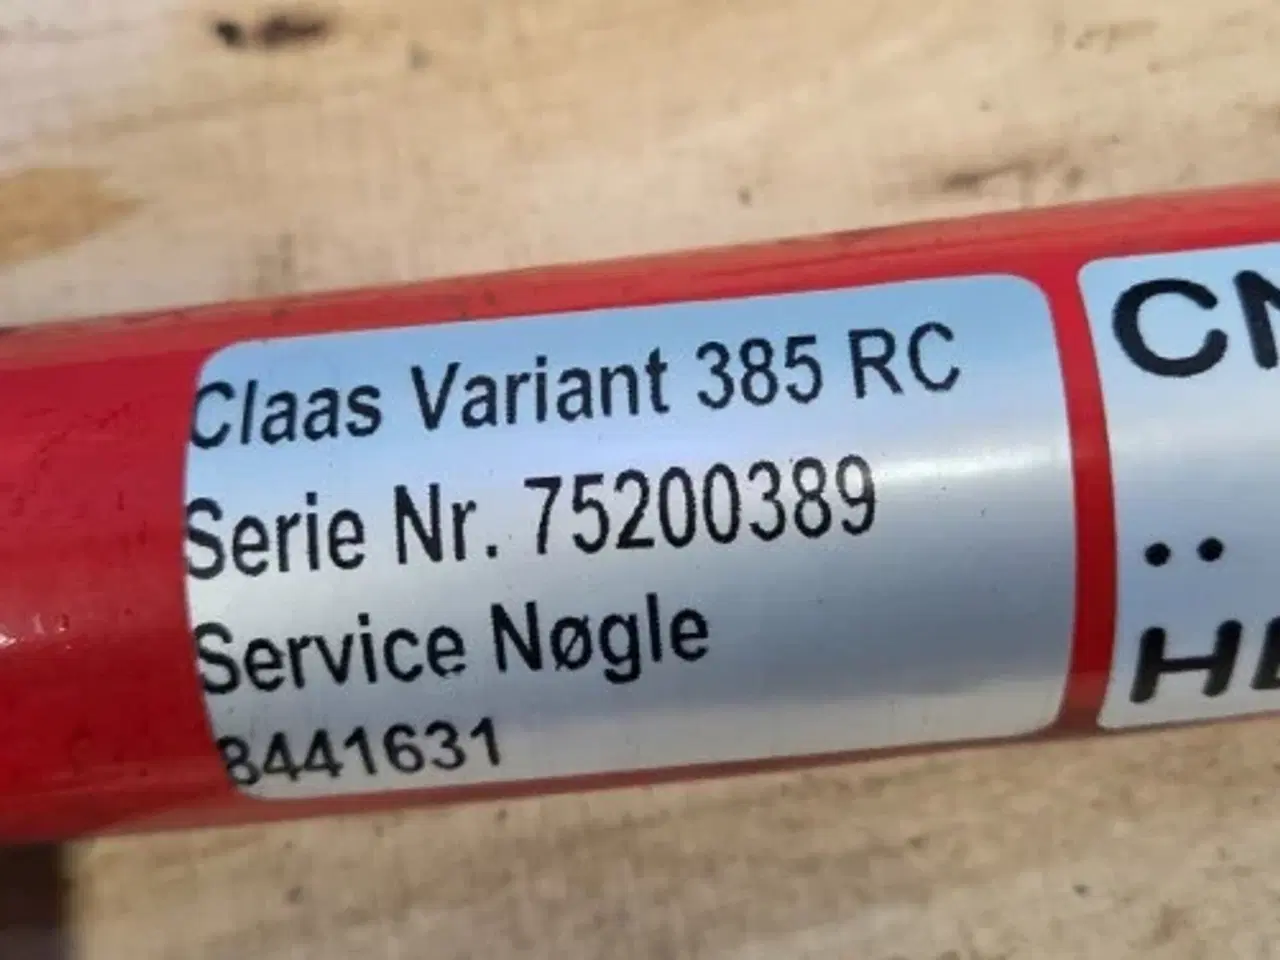 Claas Variant 385 RC
Serie Nr. 75200389
Service Nøgle
8441631